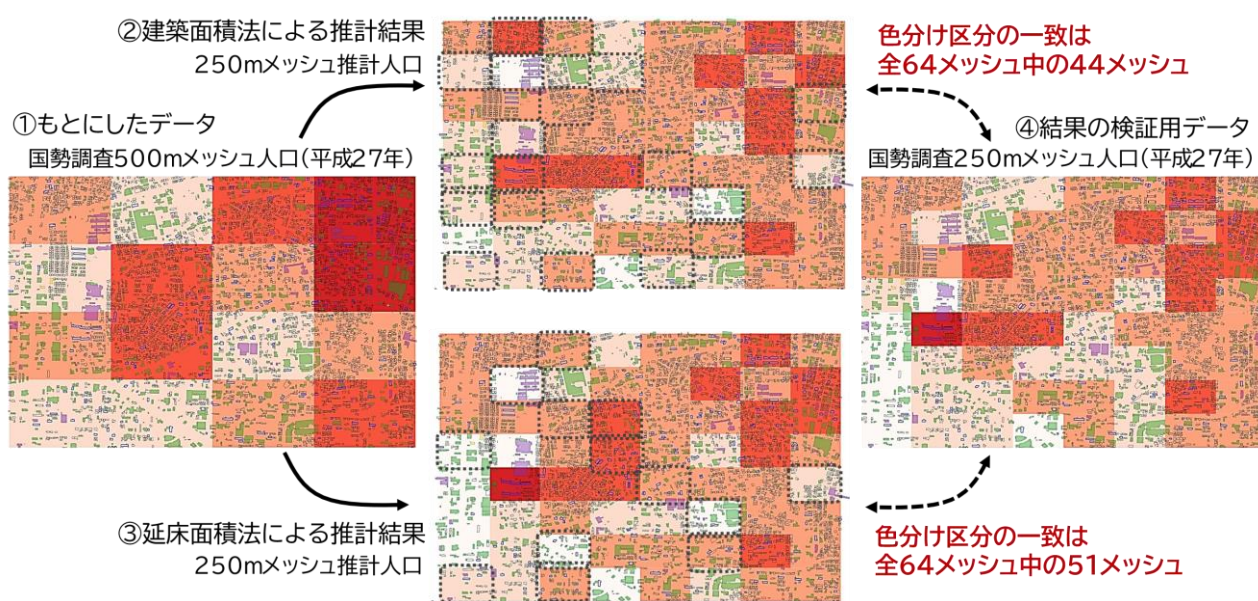 ②建築面積法による推計結果
250mメッシュ推計人口
色分け区分の一致は
全64メッシュ中の44メッシュ
①もとにしたデータ
国勢調査500mメッシュ人口(平成27年)
④結果の検証用データ
国勢調査250mメッシュ人口(平成27年)
③延床面積法による推計結果
250mメッシュ推計人口
色分け区分の一致は
全64メッシュ中の51メッシュ